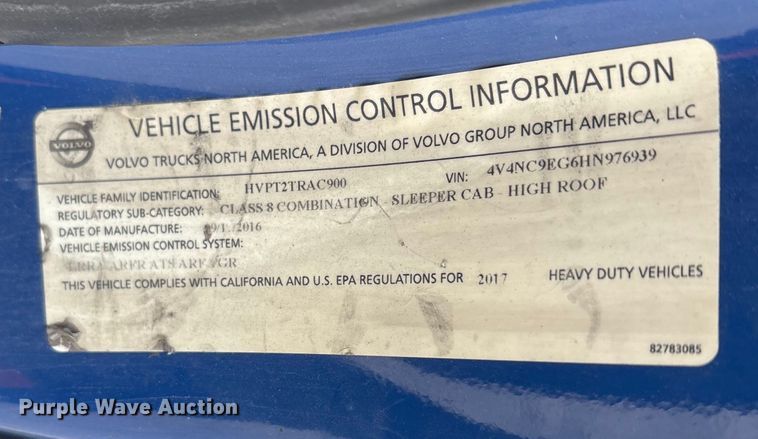 VOLVO
VEHICLE EMISSION CONTROL INFORMATION
VOLVO TRUCKS NORTH AMERICA, A DIVISION OF VOLVO GROUP NORTH AMERICA, LLC
VEHICLE FAMILY IDENTIFICATION: HVPT2TRAC900 VIN: 4V4NC9EG6HN976939
REGULATORY SUB-CATEGORY: CLASS 8 COMBINATION - SLEEPER CAB - HIGH ROOF
DATE OF MANUFACTURE: /2016
VEHICLE EMISSION CONTROL SYSTEM:
ATS
THIS VEHICLE COMPLIES WITH CALIFORNIA AND U.S. EPA REGULATIONS FOR 2017 HEAVY DUTY VEHICLES
82783085
Purple Wave Auction